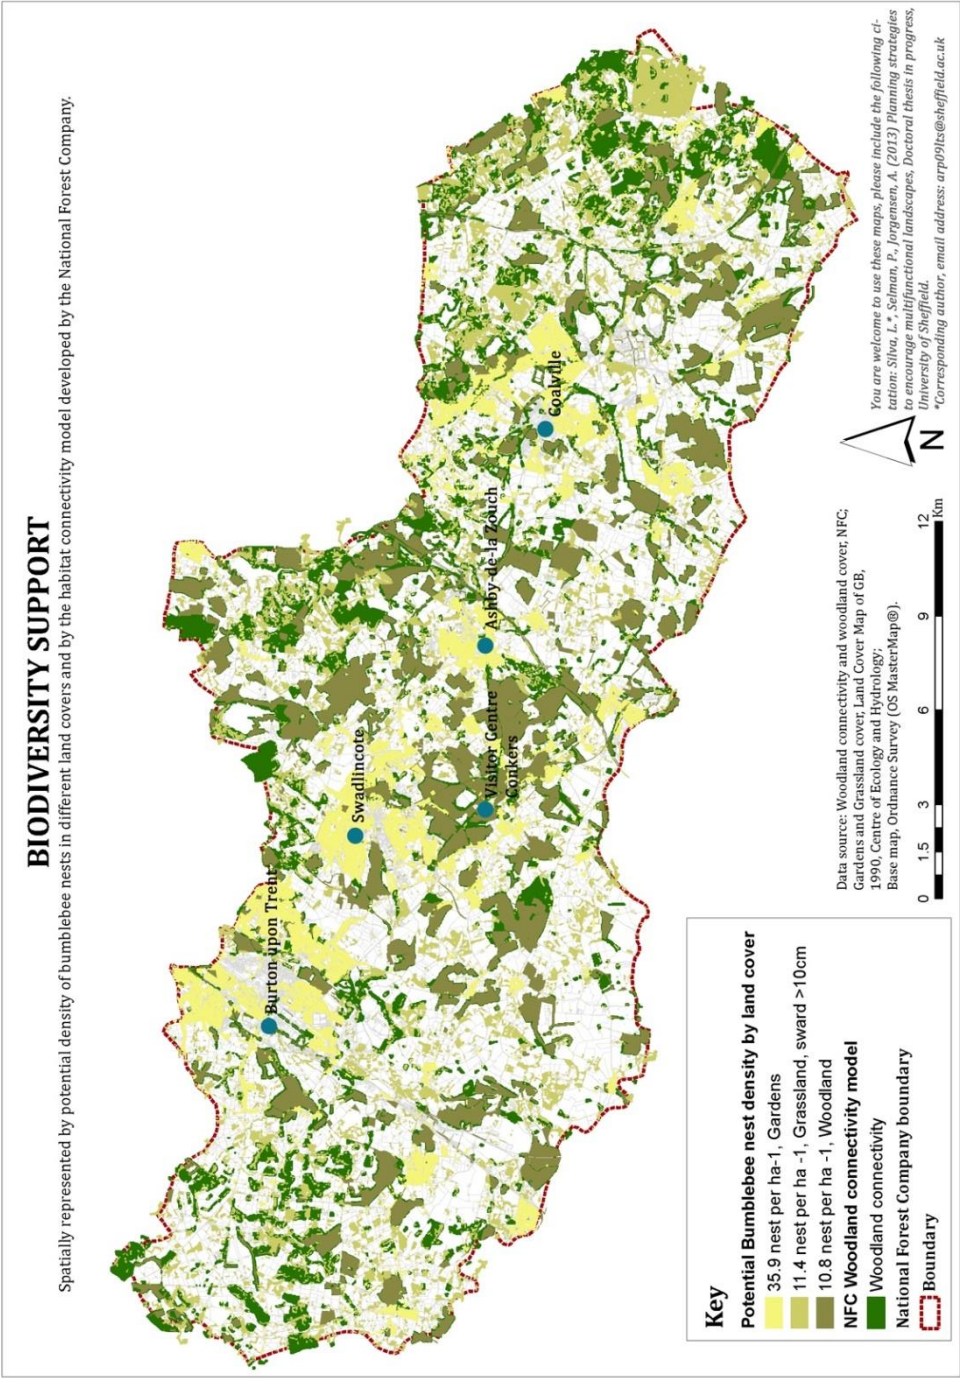 BIODIVERSITY SUPPORT
Spatially represented by potential density of bumblebee nests in different land covers and by the habitat connectivity model developed by the National Forest Company.
Burton upon Trent
Swadlincote
Visitor Centre
Conkers
Ashby-de-la Zouch
Coalville
Key
Potential Bumblebee nest density by land cover
35.9 nest per ha-1, Gardens
11.4 nest per ha -1, Grassland, sward >10cm
10.8 nest per ha -1, Woodland
NFC Woodland connectivity model
Woodland connectivity
National Forest Company boundary
Boundary
Data source: Woodland connectivity and woodland cover, NFC;
Gardens and Grassland cover, Land Cover Map of GB,
1990, Centre of Ecology and Hydrology;
Base map, Ordnance Survey (OS MasterMap®).
0 1.5 3 6 9 12
Km
N
You are welcome to use these maps, please include the following ci-
tation: Silva, L.*, Selman, P., Jorgensen, A. (2013) Planning strategies
to encourage multifunctional landscapes, Doctoral thesis in progress,
University of Sheffield.
*Corresponding author, email address: arp09lts@sheffield.ac.uk